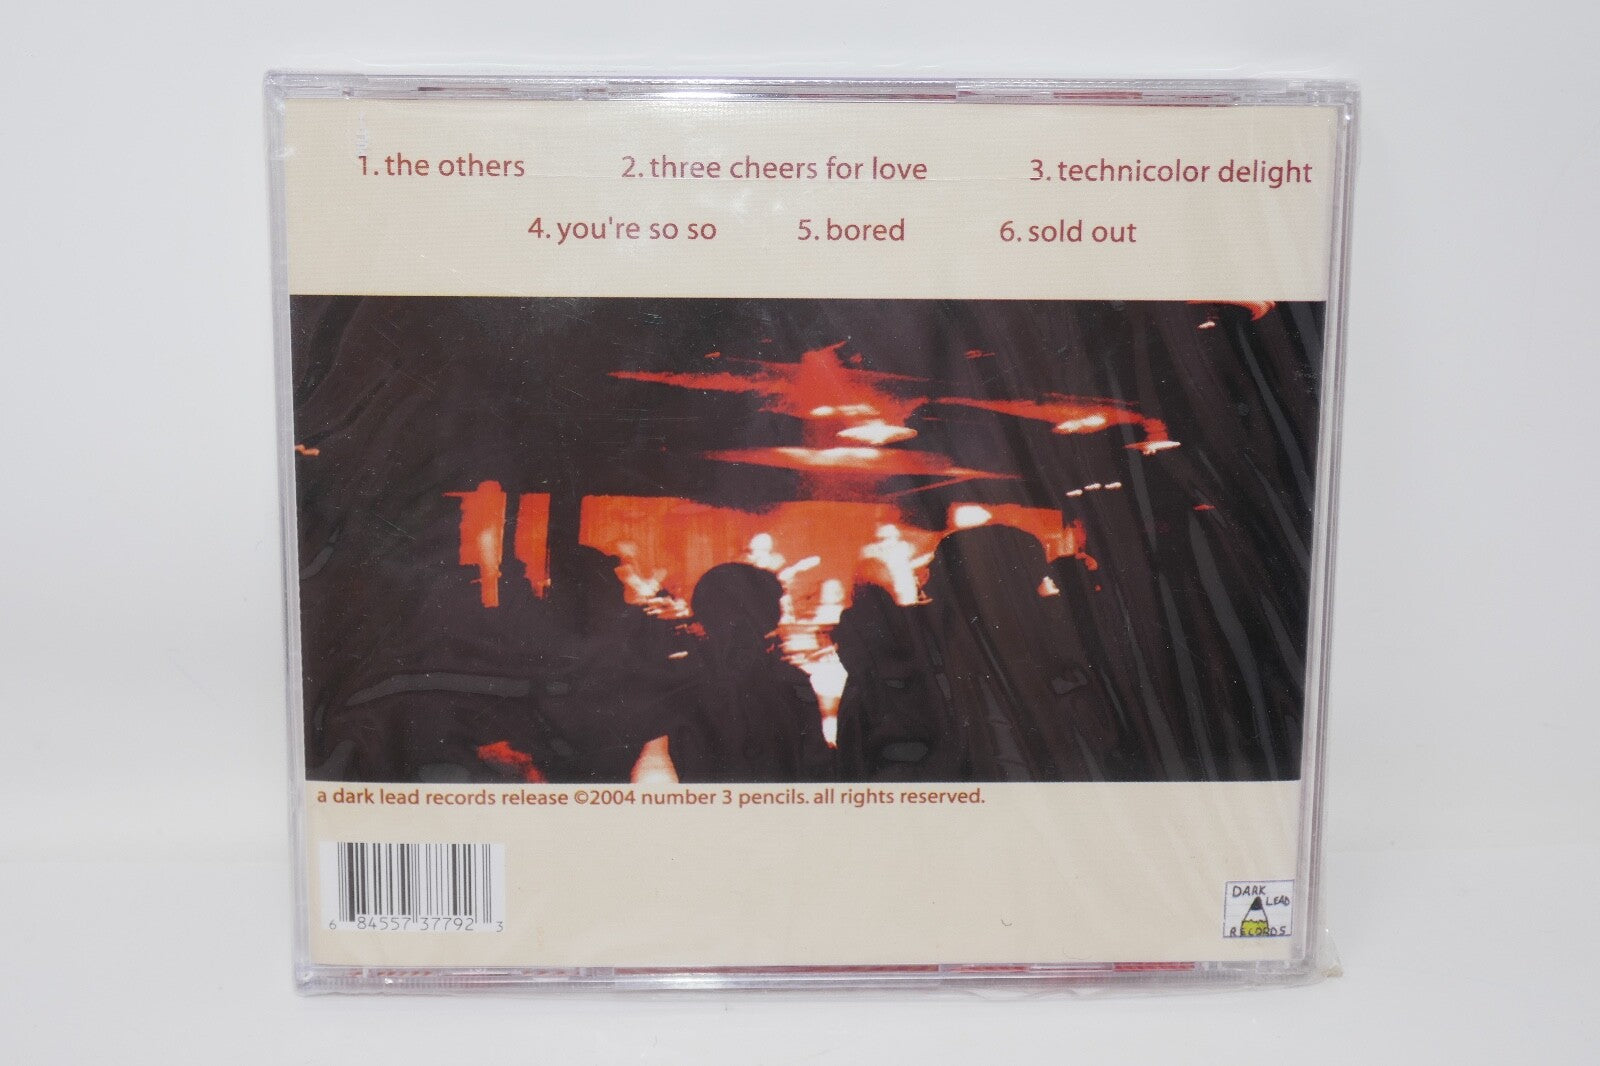 1. the others 2. three cheers for love 3. technicolor delight
4. you're so so 5. bored 6. sold out
a dark lead records release ©2004 number 3 pencils. all rights reserved.
6 84557 37792 3
DARK
LEAD
RECORDS